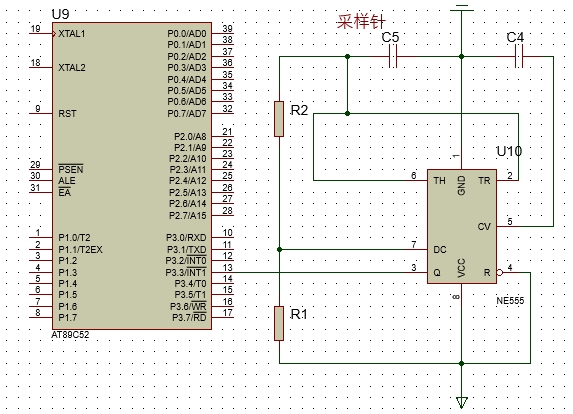 U9
采样针
C5
C4
19 XTAL1
18 XTAL2
9 RST
29 PSEN
30 ALE
31 EA
1 P1.0/T2
2 P1.1/T2EX
3 P1.2
4 P1.3
5 P1.4
6 P1.5
7 P1.6
8 P1.7
P0.0/AD0 39
P0.1/AD1 38
P0.2/AD2 37
P0.3/AD3 36
P0.4/AD4 35
P0.5/AD5 34
P0.6/AD6 33
P0.7/AD7 32
P2.0/A8 21
P2.1/A9 22
P2.2/A10 23
P2.3/A11 24
P2.4/A12 25
P2.5/A13 26
P2.6/A14 27
P2.7/A15 28
P3.0/RXD 10
P3.1/TXD 11
P3.2/INT0 12
P3.3/INT1 13
P3.4/T0 14
P3.5/T1 15
P3.6/WR 16
P3.7/RD 17
AT89C52
R2
R1
U10
1 GND
6 TH
TR 2
CV 5
7 DC
3 Q
R 4
VCC 8
NE555